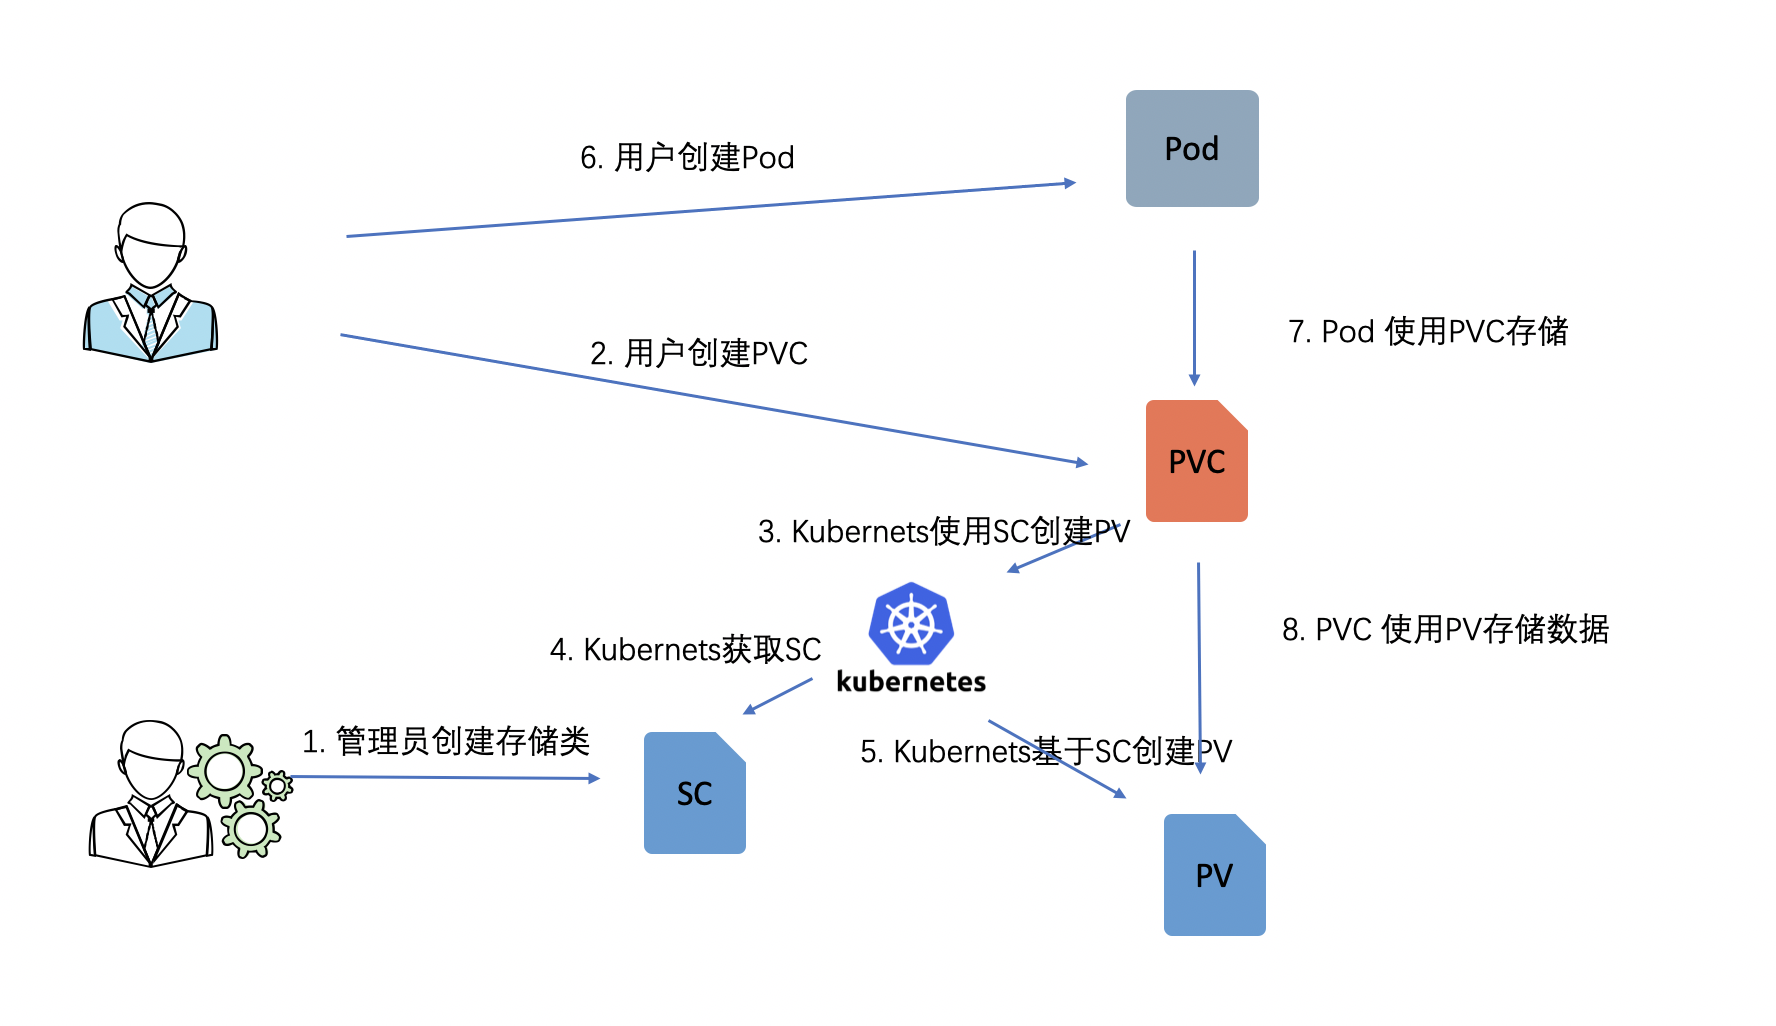 Pod
6. 用户创建Pod
7. Pod 使用PVC存储
2. 用户创建PVC
PVC
3. Kubernets使用SC创建PV
kubernetes
4. Kubernets获取SC
8. PVC 使用PV存储数据
1. 管理员创建存储类
5. Kubernets基于SC创建PV
SC
PV